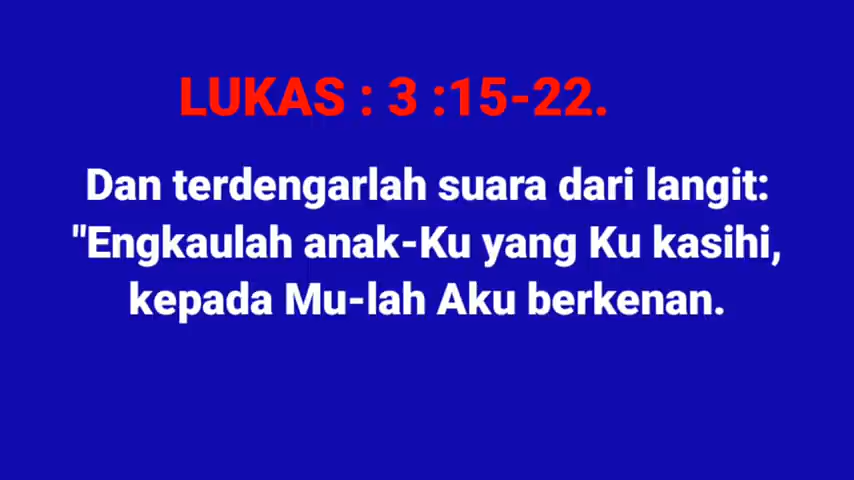 LUKAS : 3 :15-22.
Dan terdengarlah suara dari langit:
"Engkaulah anak-Ku yang Ku kasihi,
kepada Mu-lah Aku berkenan.